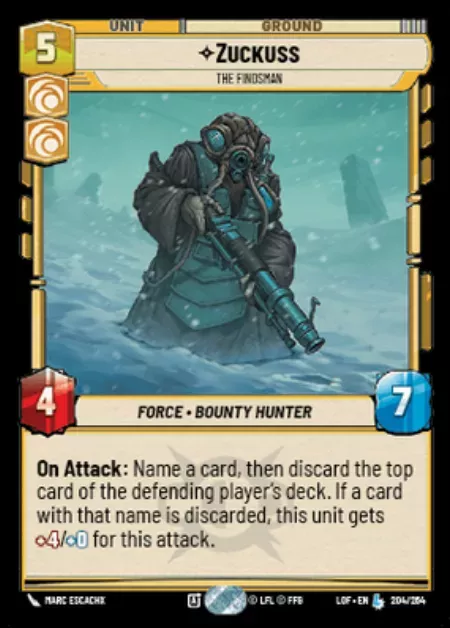 UNIT
GROUND
5
ZUCKUSS
THE FINDSMAN
4
FORCE • BOUNTY HUNTER
7
On Attack: Name a card, then discard the top
card of the defending player's deck. If a card
with that name is discarded, this unit gets
+4/+0 for this attack.
MARC ESCACHX
© LFL © FFG
LOF • EN
204/264